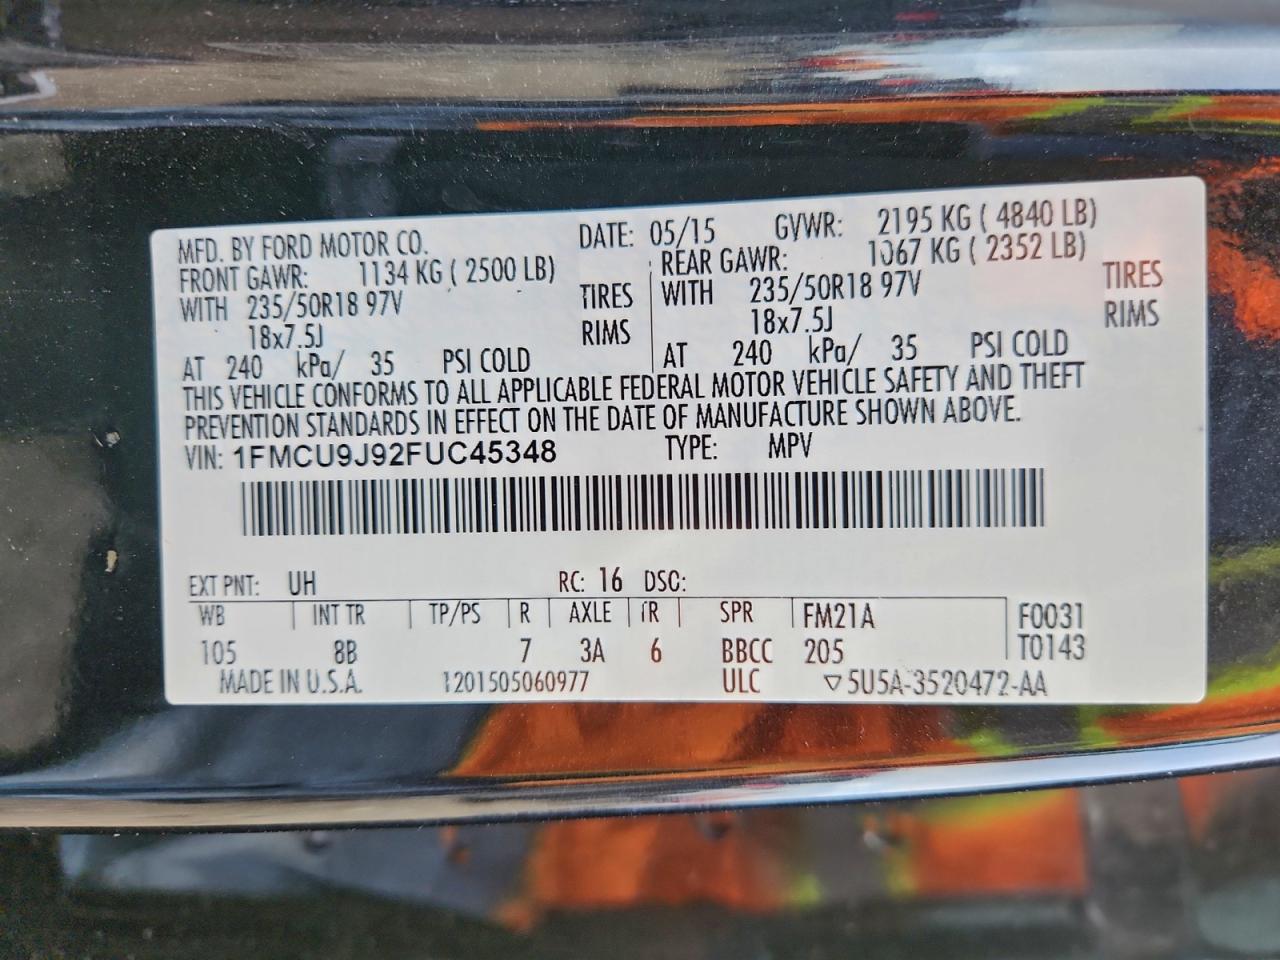 MFD. BY FORD MOTOR CO. DATE: 05/15 GVWR: 2195 KG ( 4840 LB)
FRONT GAWR: 1134 KG ( 2500 LB) REAR GAWR: 1067 KG ( 2352 LB)
WITH 235/50R18 97V TIRES WITH 235/50R18 97V TIRES
18x7.5J RIMS 18x7.5J RIMS
AT 240 kPa/ 35 PSI COLD AT 240 kPa/ 35 PSI COLD
THIS VEHICLE CONFORMS TO ALL APPLICABLE FEDERAL MOTOR VEHICLE SAFETY AND THEFT
PREVENTION STANDARDS IN EFFECT ON THE DATE OF MANUFACTURE SHOWN ABOVE.
VIN: 1FMCU9J92FUC45348 TYPE: MPV
EXT PNT: UH RC: 16 DSO:
WB INT TR TP/PS R AXLE TR SPR FM21A F0031
105 8B 7 3A 6 BBCC 205 T0143
MADE IN U.S.A. 1201505060977 ULC ▽5U5A-3520472-AA